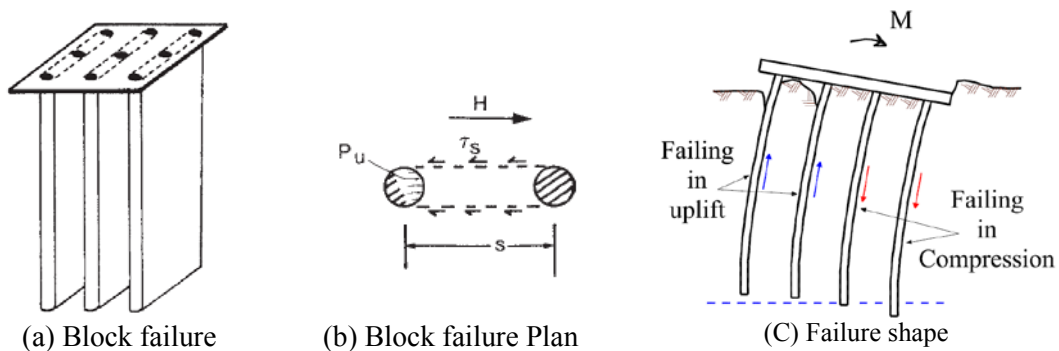 M
H
τs
Pu
s
Failing
in
uplift
Failing
in
Compression
(a) Block failure
(b) Block failure Plan
(C) Failure shape